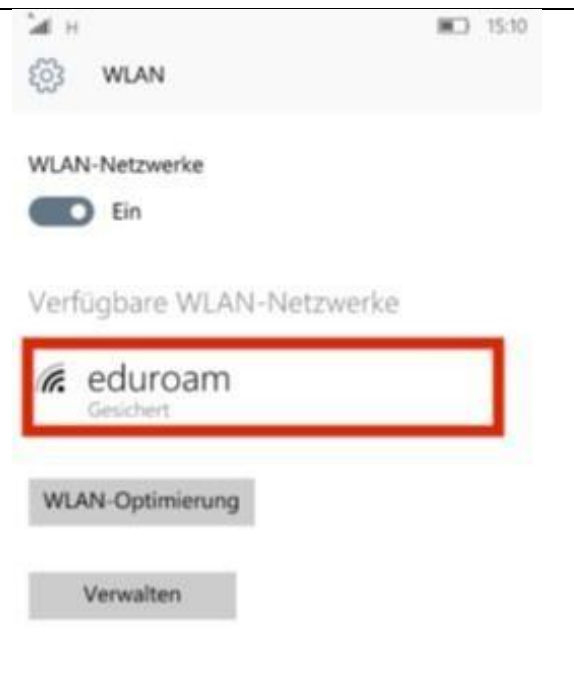 H 15:10
WLAN
WLAN-Netzwerke
Ein
Verfügbare WLAN-Netzwerke
eduroam
Gesichert
WLAN-Optimierung
Verwalten